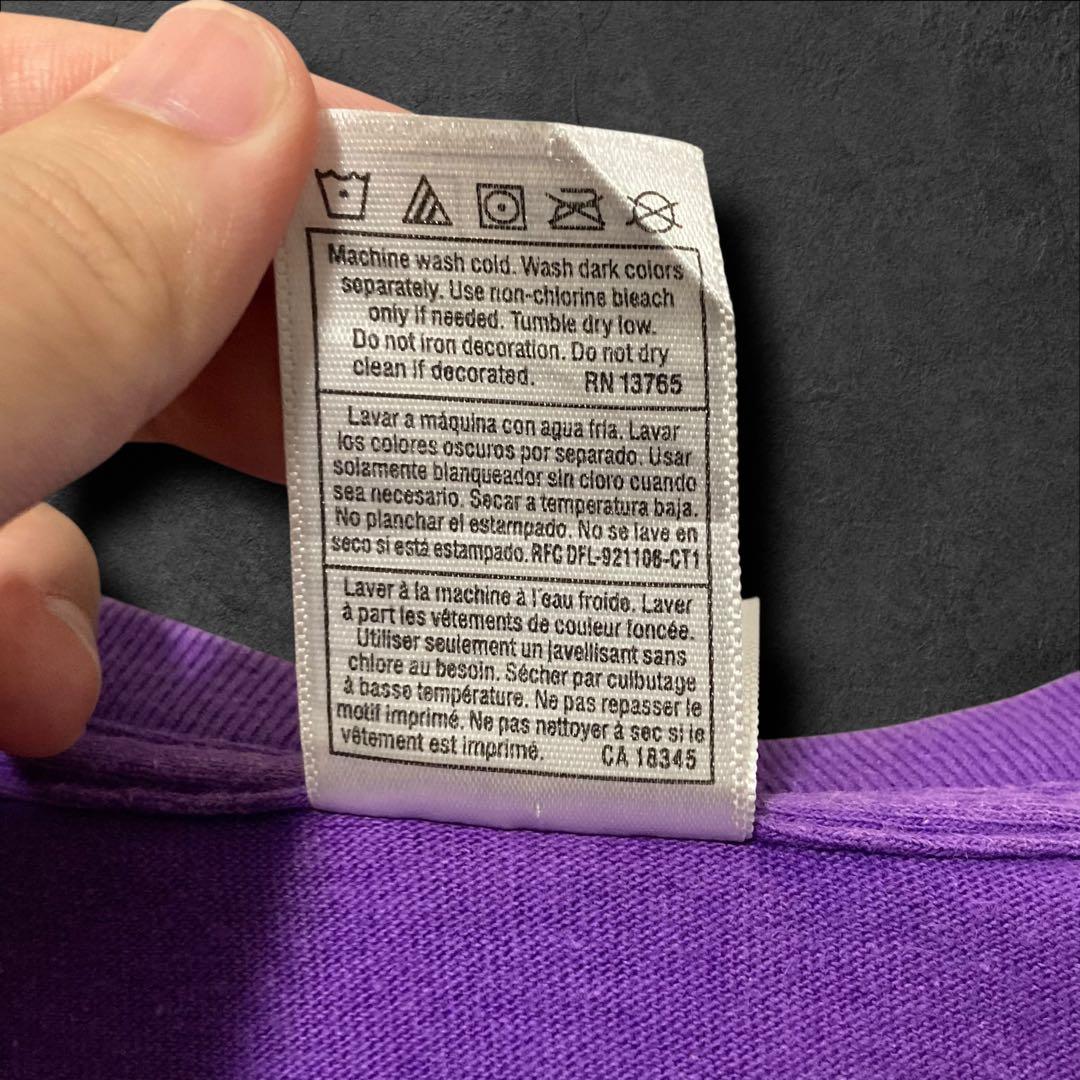 Machine wash cold. Wash dark colors
separately. Use non-chlorine bleach
only if needed. Tumble dry low.
Do not iron decoration. Do not dry
clean if decorated. RN 13765
Lavar a máquina con agua fria. Lavar
los colores oscuros por separado. Usar
solamente blanqueador sin cloro cuando
sea necesario. Secar a temperatura baja.
No planchar el estampado. No se lave en
seco si está estampado. RFC DFL-921106-CT1
Laver à la machine à l'eau froide. Laver
à part les vêtements de couleur foncée.
Utiliser seulement un javellisant sans
chlore au besoin. Sécher par culbutage
à basse température. Ne pas repasser le
motif imprimé. Ne pas nettoyer à sec si le
vêtement est imprimé. CA 18345